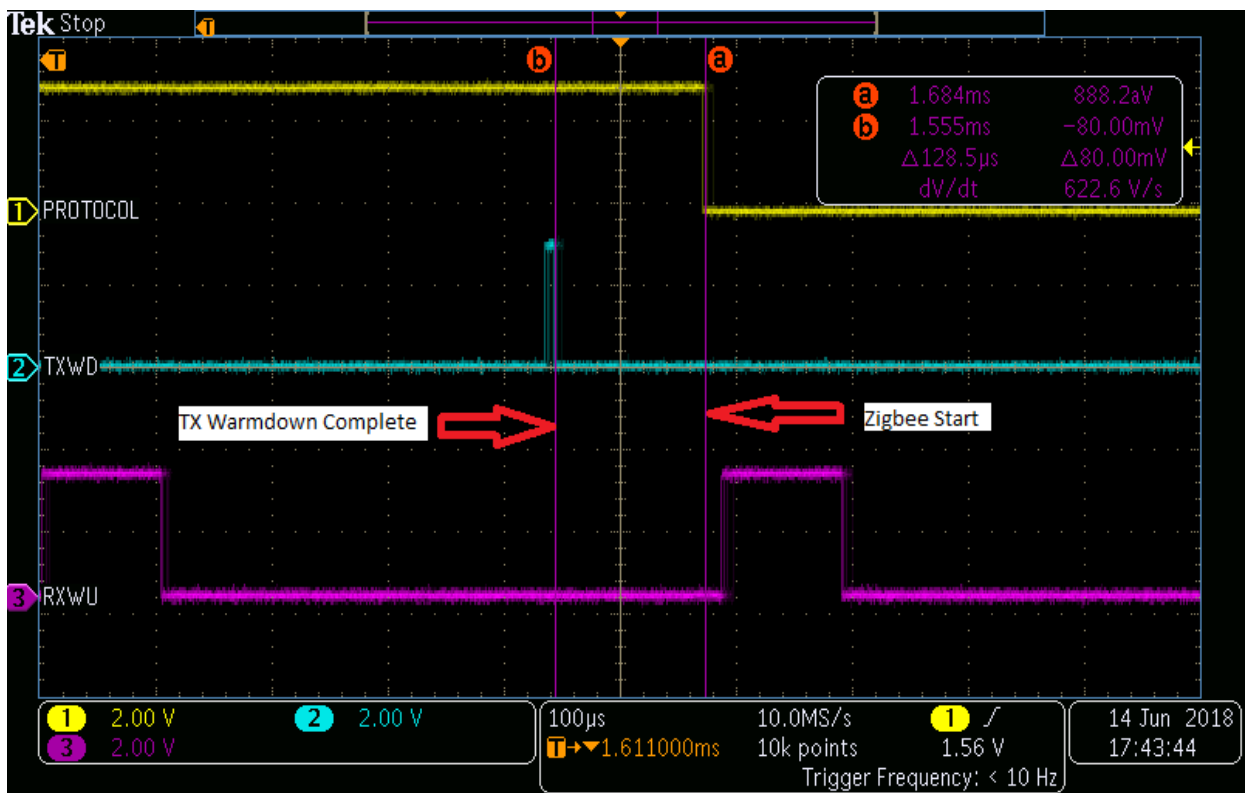 Tek Stop
T
T
b
a
a 1.684ms 888.2aV
b 1.555ms -80.00mV
△128.5µs △80.00mV
dV/dt 622.6 V/s
1 PROTOCOL
2 TXWD
TX Warmdown Complete
Zigbee Start
3 RXWU
1 2.00 V 2 2.00 V
3 2.00 V
100µs 10.0MS/s 1 ∫
T→▼1.611000ms 10k points 1.56 V
Trigger Frequency: < 10 Hz
14 Jun 2018
17:43:44